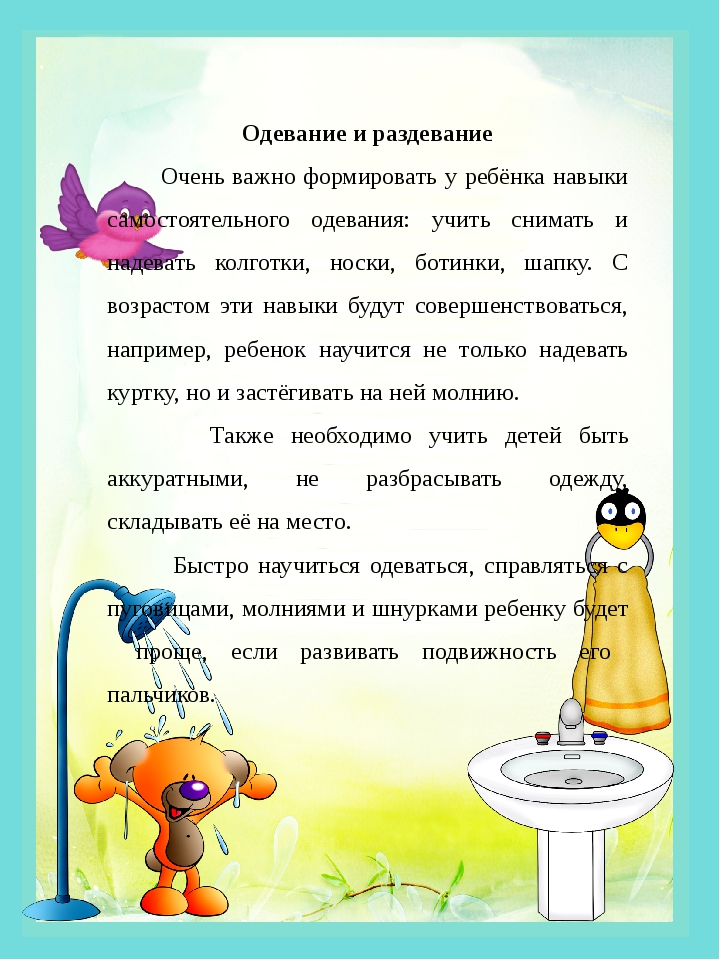 Одевание и раздевание
Очень важно формировать у ребёнка навыки
самостоятельного одевания: учить снимать и
надевать колготки, носки, ботинки, шапку. С
возрастом эти навыки будут совершенствоваться,
например, ребенок научится не только надевать
куртку, но и застёгивать на ней молнию.
Также необходимо учить детей быть
аккуратными, не разбрасывать одежду,
складывать её на место.
Быстро научиться одеваться, справляться с
пуговицами, молниями и шнурками ребенку будет
проще, если развивать подвижность его
пальчиков.